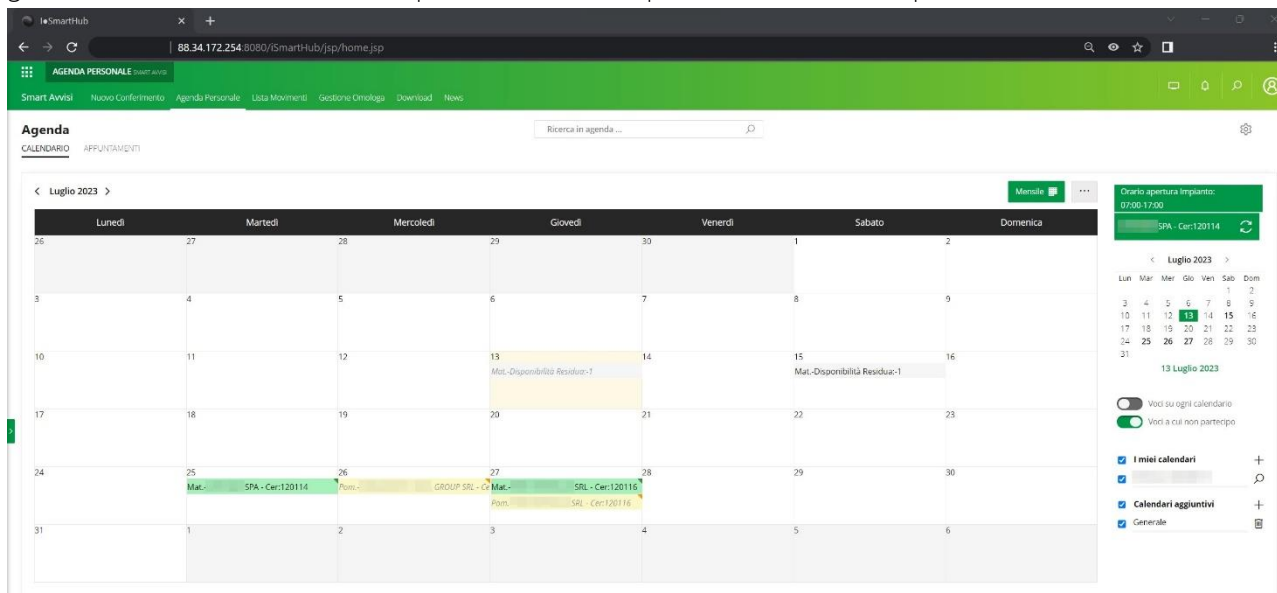 I●SmartHub
88.34.172.254:8080/iSmartHub/jsp/home.jsp
AGENDA PERSONALE SMART AVVISI
Smart Avvisi Nuovo Conferimento Agenda Personale Lista Movimenti Gestione Omologa Download News
Agenda
Ricerca in agenda ...
CALENDARIO APPUNTAMENTI
Luglio 2023
Mensile
Lunedì Martedì Mercoledì Giovedì Venerdì Sabato Domenica
26 27 28 29 30 1 2
3 4 5 6 7 8 9
10 11 12 13 14 15 16
Mat.-Disponibilità Residua:-1 Mat.-Disponibilità Residua:-1
17 18 19 20 21 22 23
24 25 26 27 28 29 30
Mat.- SPA - Cer:120114 Pom.- GROUP SRL - Ce Mat.- SRL - Cer:120116
Pom. SRL - Cer:120116
31 1 2 3 4 5 6
Orario apertura Impianto:
07:00-17:00
SPA - Cer:120114
Luglio 2023
Lun Mar Mer Gio Ven Sab Dom
1 2
3 4 5 6 7 8 9
10 11 12 13 14 15 16
17 18 19 20 21 22 23
24 25 26 27 28 29 30
31
13 Luglio 2023
Voci su ogni calendario
Voci a cui non partecipo
I miei calendari
Calendari aggiuntivi
Generale